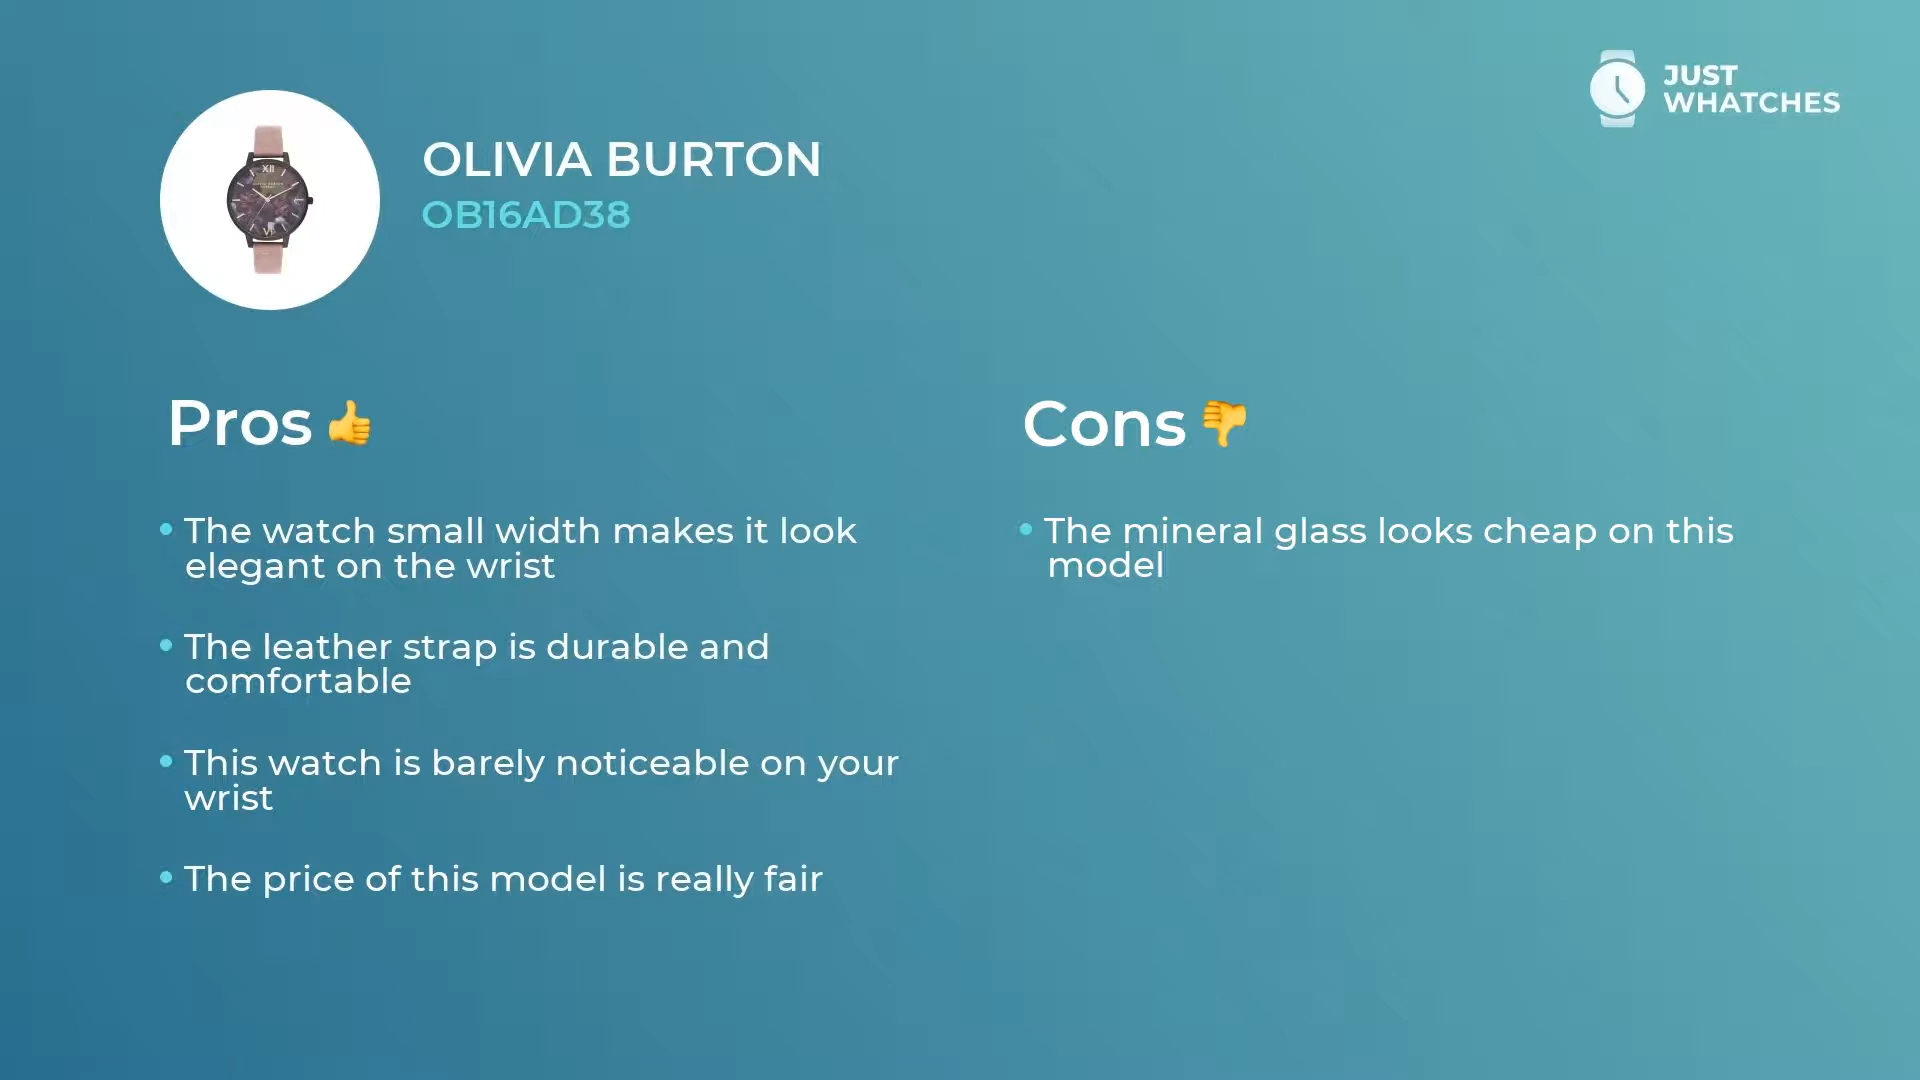 JUST
WHATCHES
OLIVIA BURTON
OB16AD38
XII
VI
Pros
The watch small width makes it look
elegant on the wrist
The leather strap is durable and
comfortable
This watch is barely noticeable on your
wrist
The price of this model is really fair
Cons
The mineral glass looks cheap on this
model